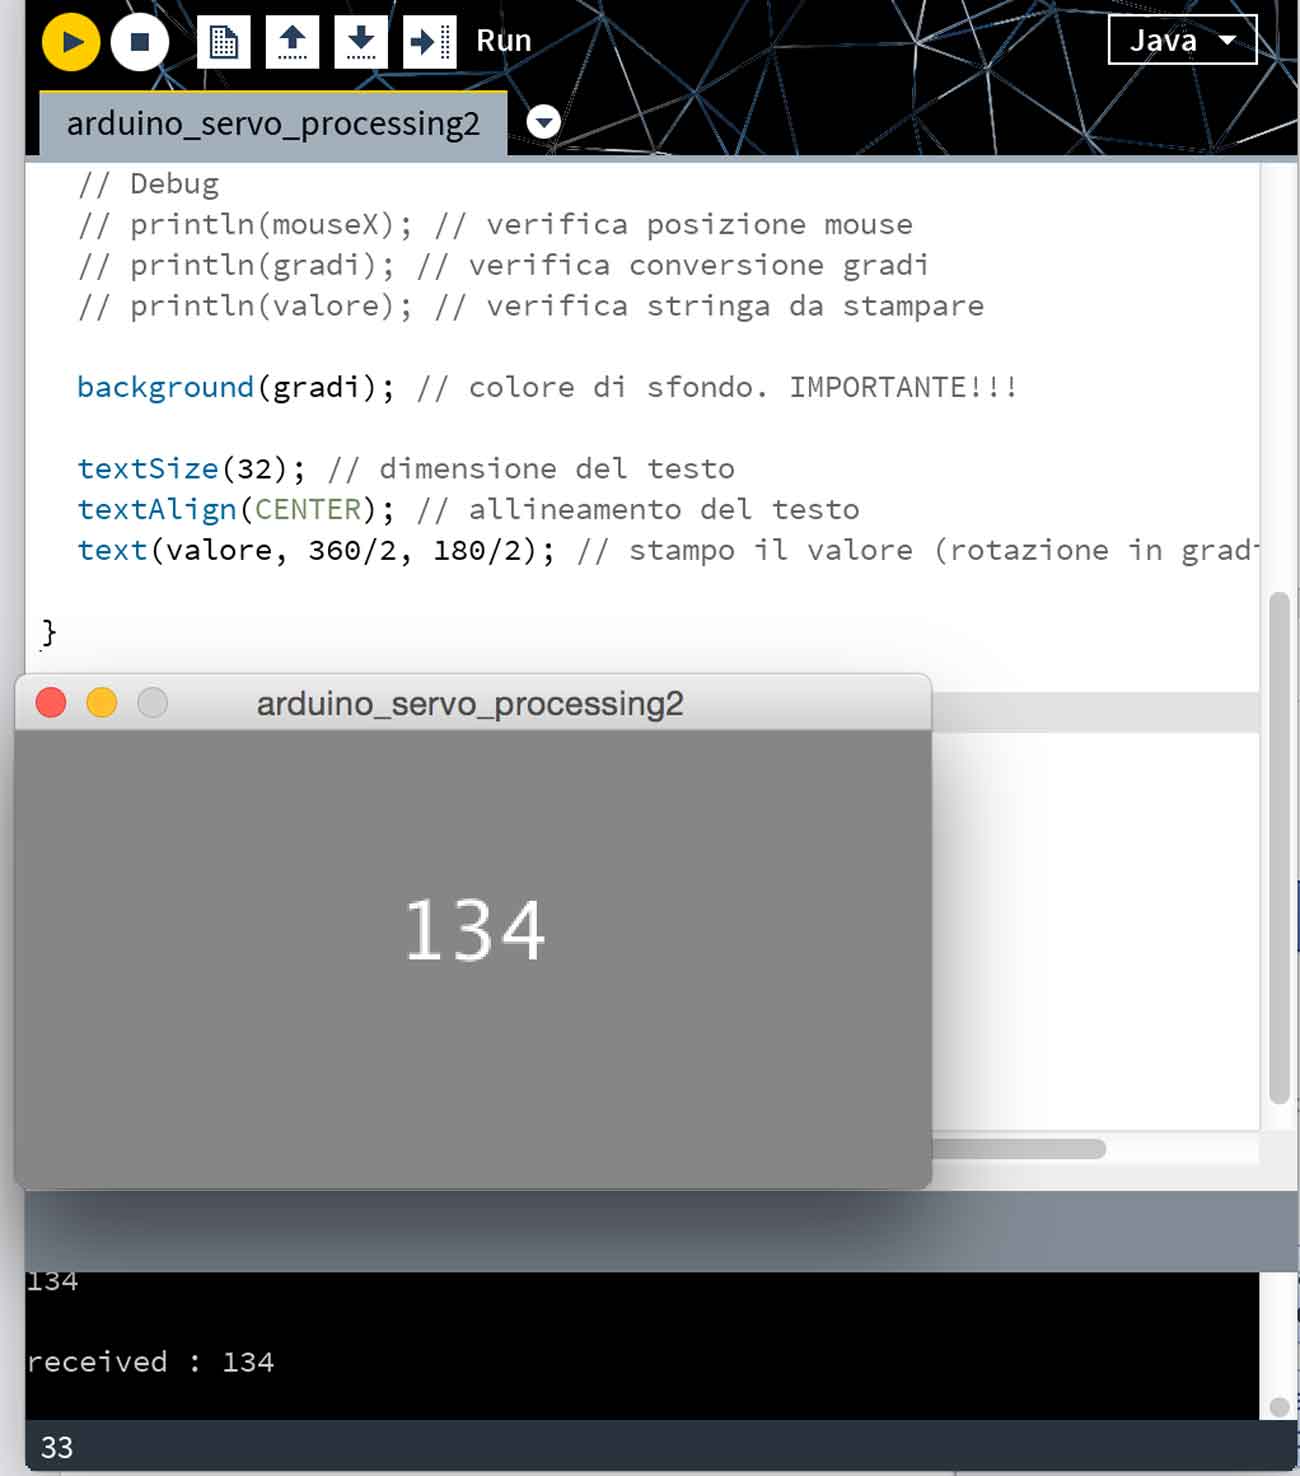 Run
Java
arduino_servo_processing2
// Debug
// println(mouseX); // verifica posizione mouse
// println(gradi); // verifica conversione gradi
// println(valore); // verifica stringa da stampare
background(gradi); // colore di sfondo. IMPORTANTE!!!
textSize(32); // dimensione del testo
textAlign(CENTER); // allineamento del testo
text(valore, 360/2, 180/2); // stampo il valore (rotazione in grad
}
arduino_servo_processing2
134
134
received : 134
33